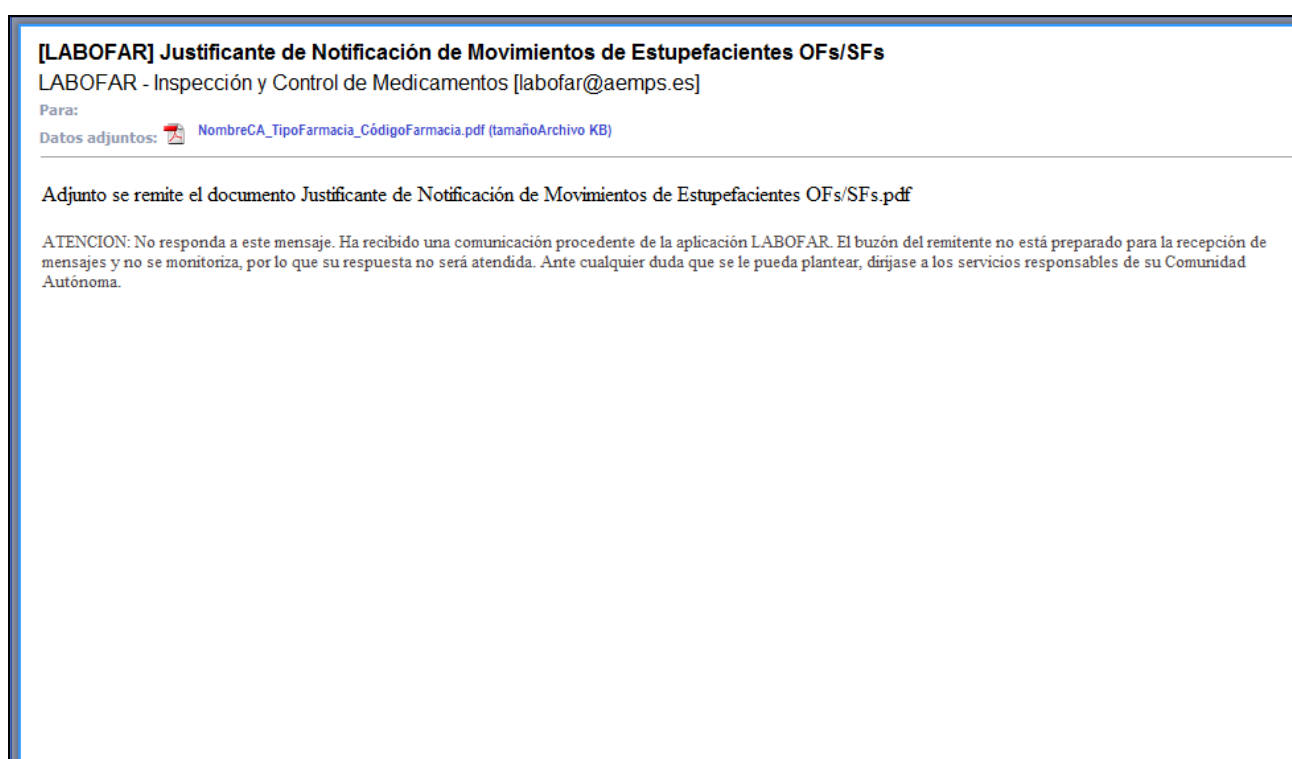 [LABOFAR] Justificante de Notificación de Movimientos de Estupefacientes OFs/SFs
LABOFAR - Inspección y Control de Medicamentos [labofar@aemps.es]
Para:
Datos adjuntos: NombreCA_TipoFarmacia_CódigoFarmacia.pdf (tamañoArchivo KB)
Adjunto se remite el documento Justificante de Notificación de Movimientos de Estupefacientes OFs/SFs.pdf
ATENCION: No responda a este mensaje. Ha recibido una comunicación procedente de la aplicación LABOFAR. El buzón del remitente no está preparado para la recepción de
mensajes y no se monitoriza, por lo que su respuesta no será atendida. Ante cualquier duda que se le pueda plantear, dirijase a los servicios responsables de su Comunidad
Autónoma.